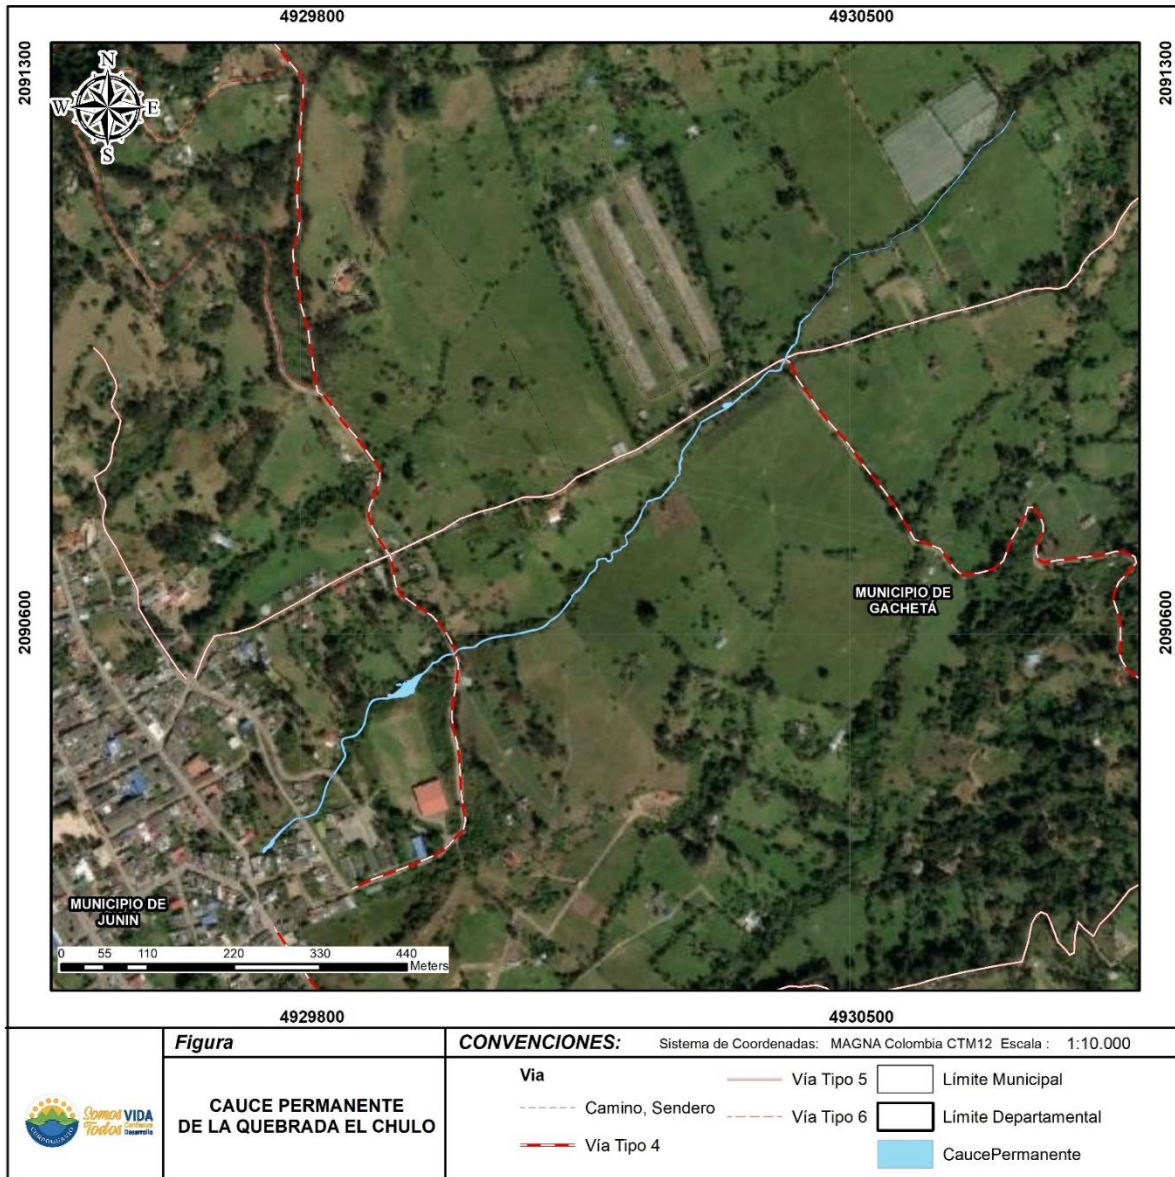 4929800 4930500
2091300 2091300
N
W E
S
2090600 2090600
MUNICIPIO DE
GACHETÁ
MUNICIPIO DE
JUNIN
0 55 110 220 330 440
Meters
4929800 4930500
Figura
CAUCE PERMANENTE
DE LA QUEBRADA EL CHULO
CONVENCIONES: Sistema de Coordenadas: MAGNA Colombia CTM12 Escala : 1:10.000
Via
Camino, Sendero
Vía Tipo 4
Vía Tipo 5
Vía Tipo 6
Límite Municipal
Límite Departamental
CaucePermanente
CORPOGUAVIO
Somos VIDA
Todos Confianza
Desarrollo